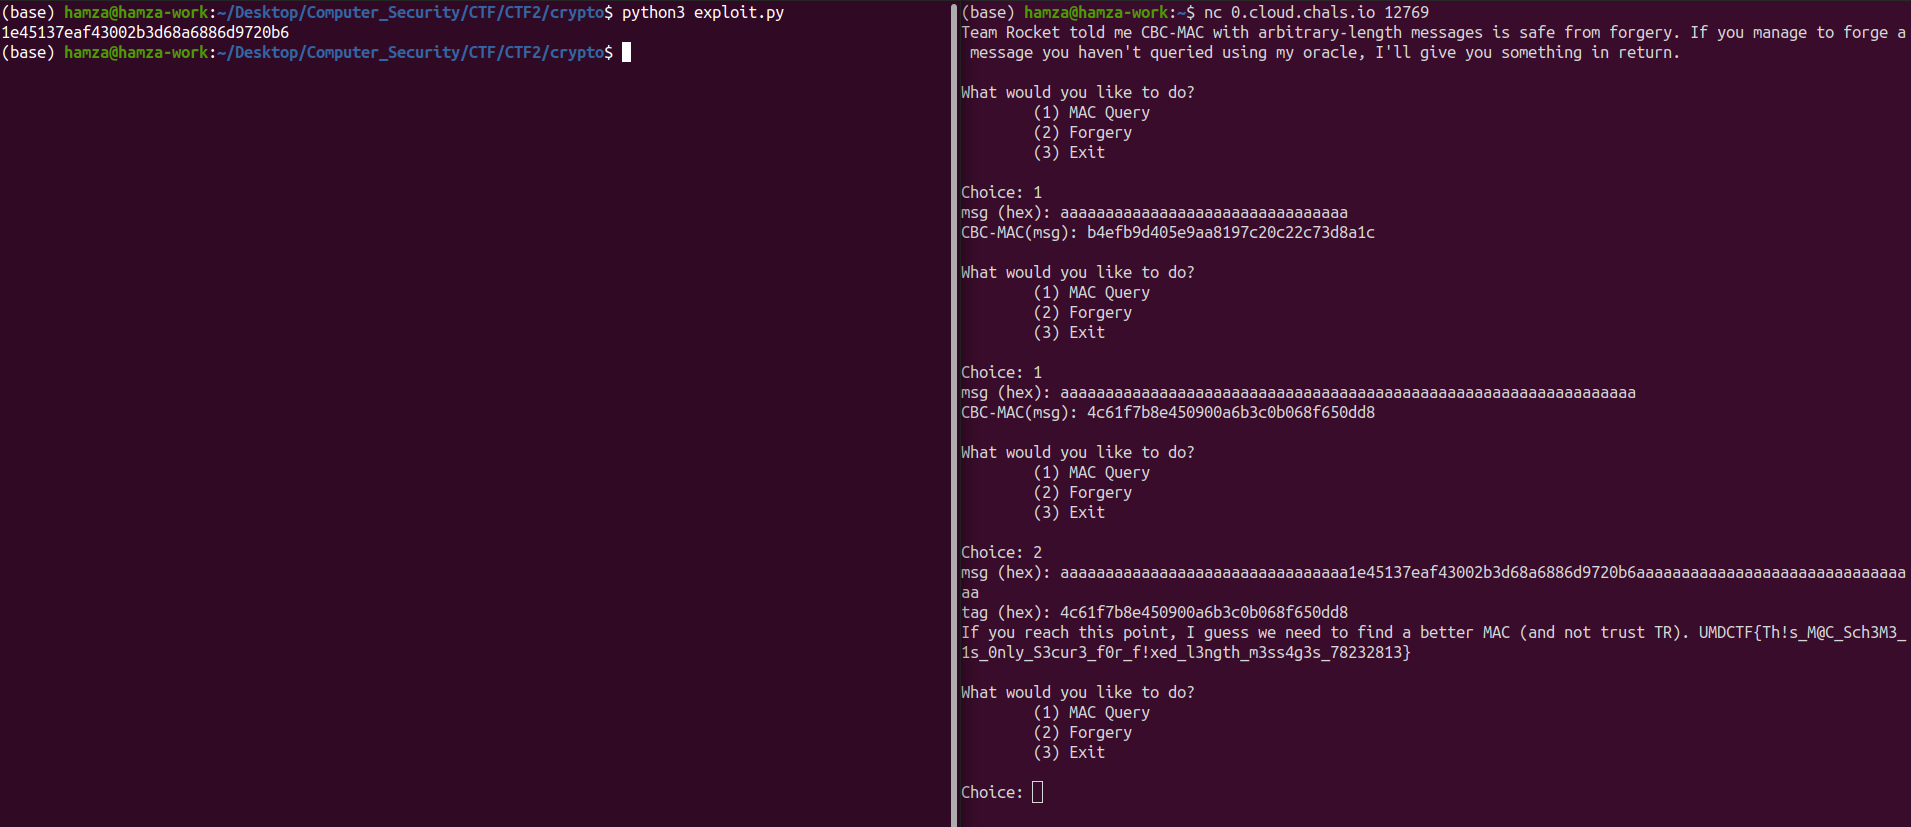 (base) hamza@hamza-work:~/Desktop/Computer_Security/CTF/CTF2/crypto$ python3 exploit.py
1e45137eaf43002b3d68a6886d9720b6
(base) hamza@hamza-work:~/Desktop/Computer_Security/CTF/CTF2/crypto$
(base) hamza@hamza-work:~$ nc 0.cloud.chals.io 12769
Team Rocket told me CBC-MAC with arbitrary-length messages is safe from forgery. If you manage to forge a
message you haven't queried using my oracle, I'll give you something in return.
What would you like to do?
(1) MAC Query
(2) Forgery
(3) Exit
Choice: 1
msg (hex): aaaaaaaaaaaaaaaaaaaaaaaaaaaaaaaa
CBC-MAC(msg): b4efb9d405e9aa8197c20c22c73d8a1c
What would you like to do?
(1) MAC Query
(2) Forgery
(3) Exit
Choice: 1
msg (hex): aaaaaaaaaaaaaaaaaaaaaaaaaaaaaaaaaaaaaaaaaaaaaaaaaaaaaaaaaaaaaaaa
CBC-MAC(msg): 4c61f7b8e450900a6b3c0b068f650dd8
What would you like to do?
(1) MAC Query
(2) Forgery
(3) Exit
Choice: 2
msg (hex): aaaaaaaaaaaaaaaaaaaaaaaaaaaaaaaa1e45137eaf43002b3d68a6886d9720b6aaaaaaaaaaaaaaaaaaaaaaaaaaaaaa
aa
tag (hex): 4c61f7b8e450900a6b3c0b068f650dd8
If you reach this point, I guess we need to find a better MAC (and not trust TR). UMDCTF{Th!s_M@C_Sch3M3_
1s_0nly_S3cur3_f0r_f!xed_l3ngth_m3ss4g3s_78232813}
What would you like to do?
(1) MAC Query
(2) Forgery
(3) Exit
Choice: